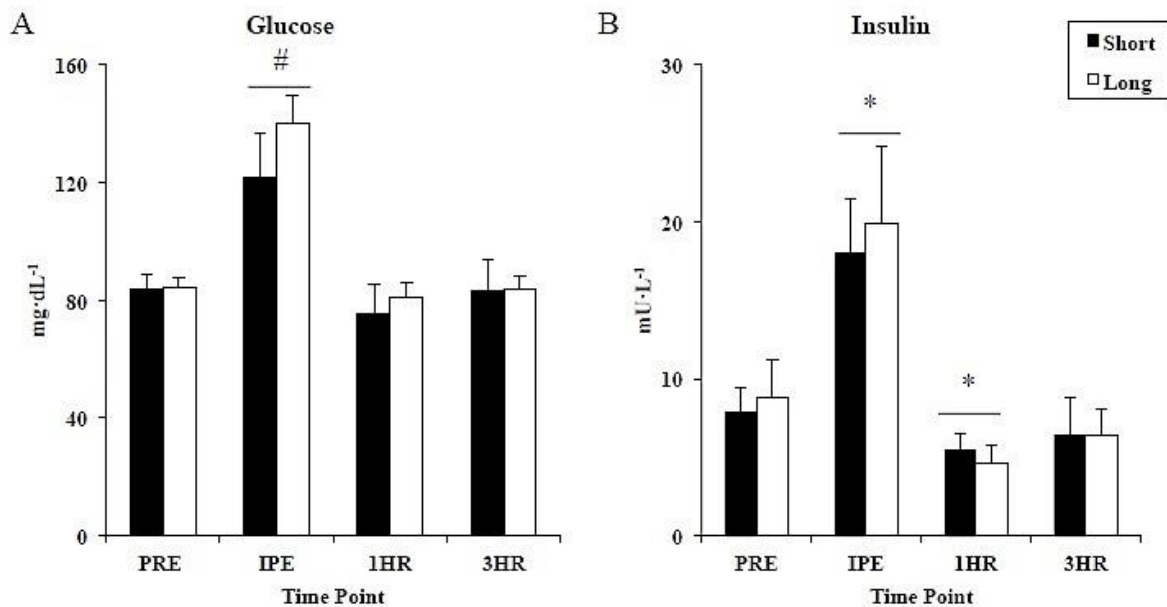 A
Glucose
160
120
80
40
0
mg·dL⁻¹
#
PRE IPE 1HR 3HR
Time Point
B
Insulin
Short
Long
30
20
10
0
mU·L⁻¹
*
*
PRE IPE 1HR 3HR
Time Point